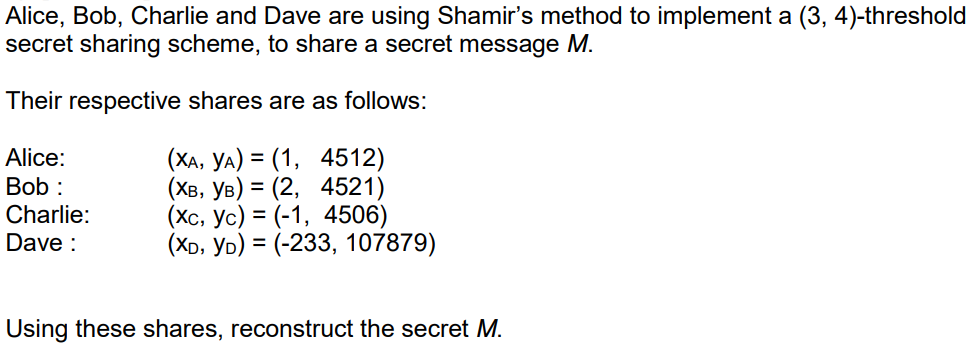 Alice, Bob, Charlie and Dave are using Shamir's method to implement a (3, 4)-threshold
secret sharing scheme, to share a secret message M.
Their respective shares are as follows:
Alice: (xA, yA) = (1, 4512)
Bob : (xB, yB) = (2, 4521)
Charlie: (xC, yC) = (-1, 4506)
Dave : (xD, yD) = (-233, 107879)
Using these shares, reconstruct the secret M.